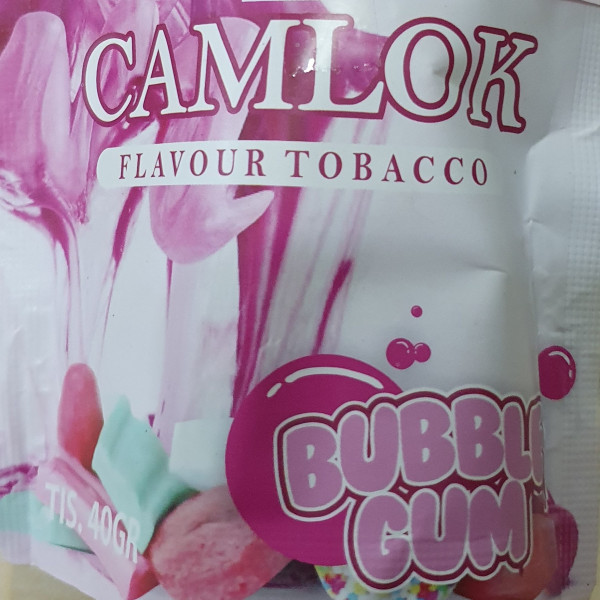 CAMLOK
FLAVOUR TOBACCO
BUBBLE
GUM
TIS. 40GR